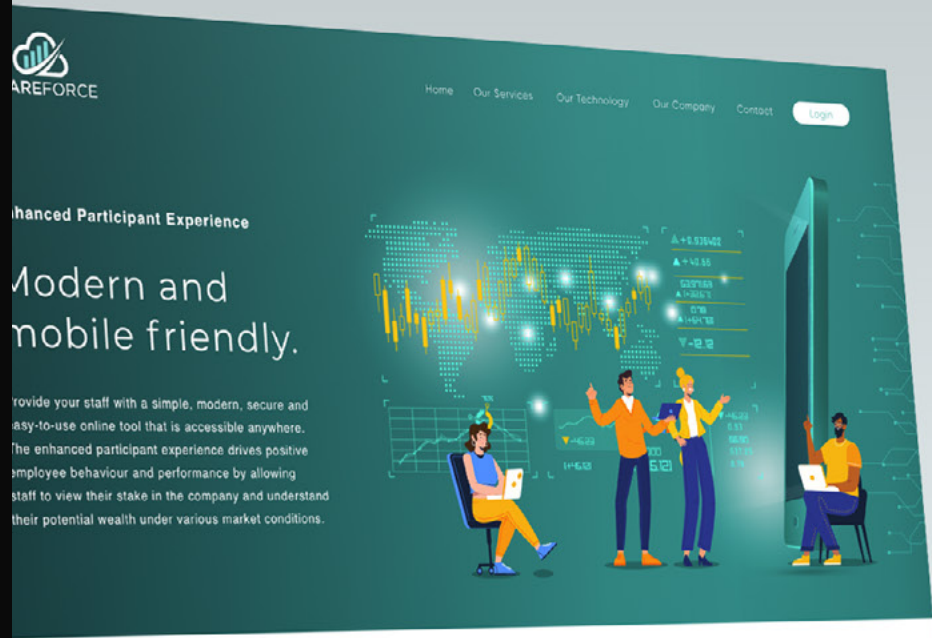 AREFORCE
Home Our Services Our Technology Our Company Contact Login
hanced Participant Experience
Modern and
mobile friendly.
rovide your staff with a simple, modern, secure and
asy-to-use online tool that is accessible anywhere.
The enhanced participant experience drives positive
employee behaviour and performance by allowing
staff to view their stake in the company and understand
their potential wealth under various market conditions.